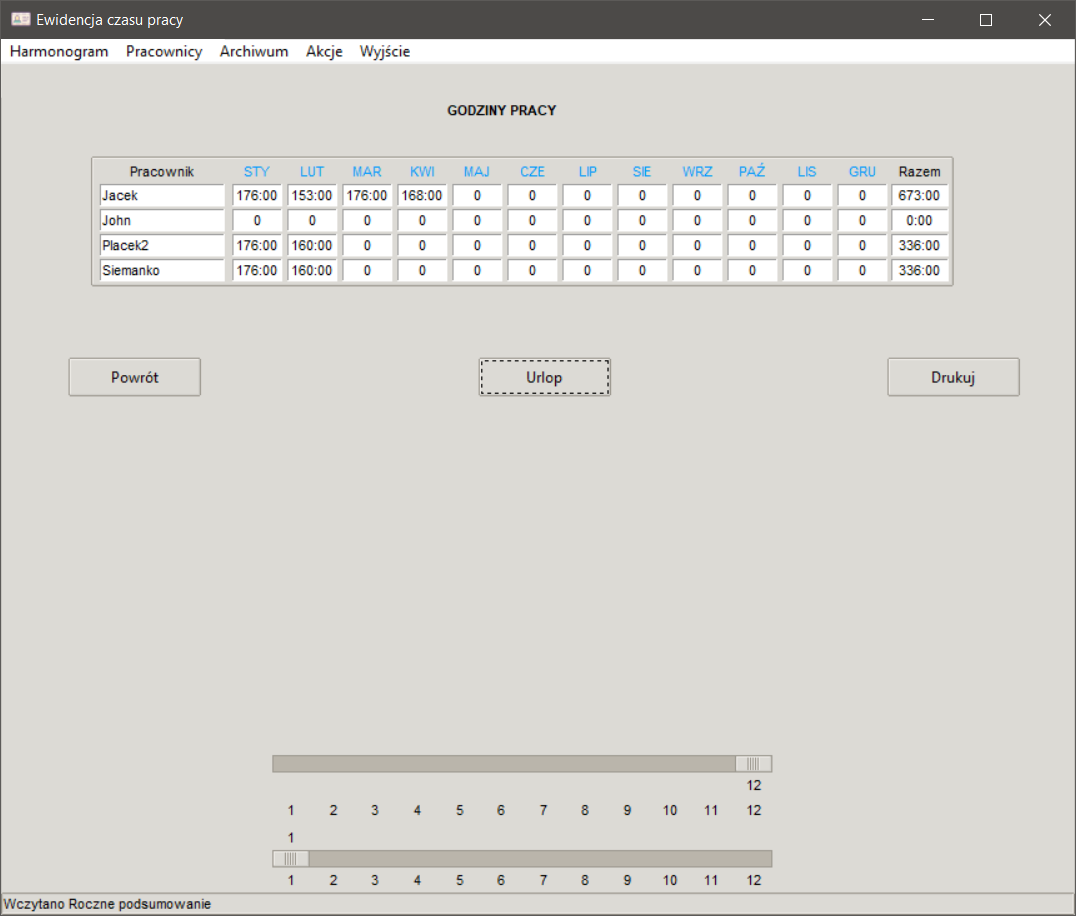 Ewidencja czasu pracy
Harmonogram Pracownicy Archiwum Akcje Wyjście
GODZINY PRACY
Pracownik STY LUT MAR KWI MAJ CZE LIP SIE WRZ PAŹ LIS GRU Razem
Jacek 176:00 153:00 176:00 168:00 0 0 0 0 0 0 0 0 673:00
John 0 0 0 0 0 0 0 0 0 0 0 0 0:00
Placek2 176:00 160:00 0 0 0 0 0 0 0 0 0 0 336:00
Siemanko 176:00 160:00 0 0 0 0 0 0 0 0 0 0 336:00
Powrót Urlop Drukuj
12
1 2 3 4 5 6 7 8 9 10 11 12
1
1 2 3 4 5 6 7 8 9 10 11 12
Wczytano Roczne podsumowanie